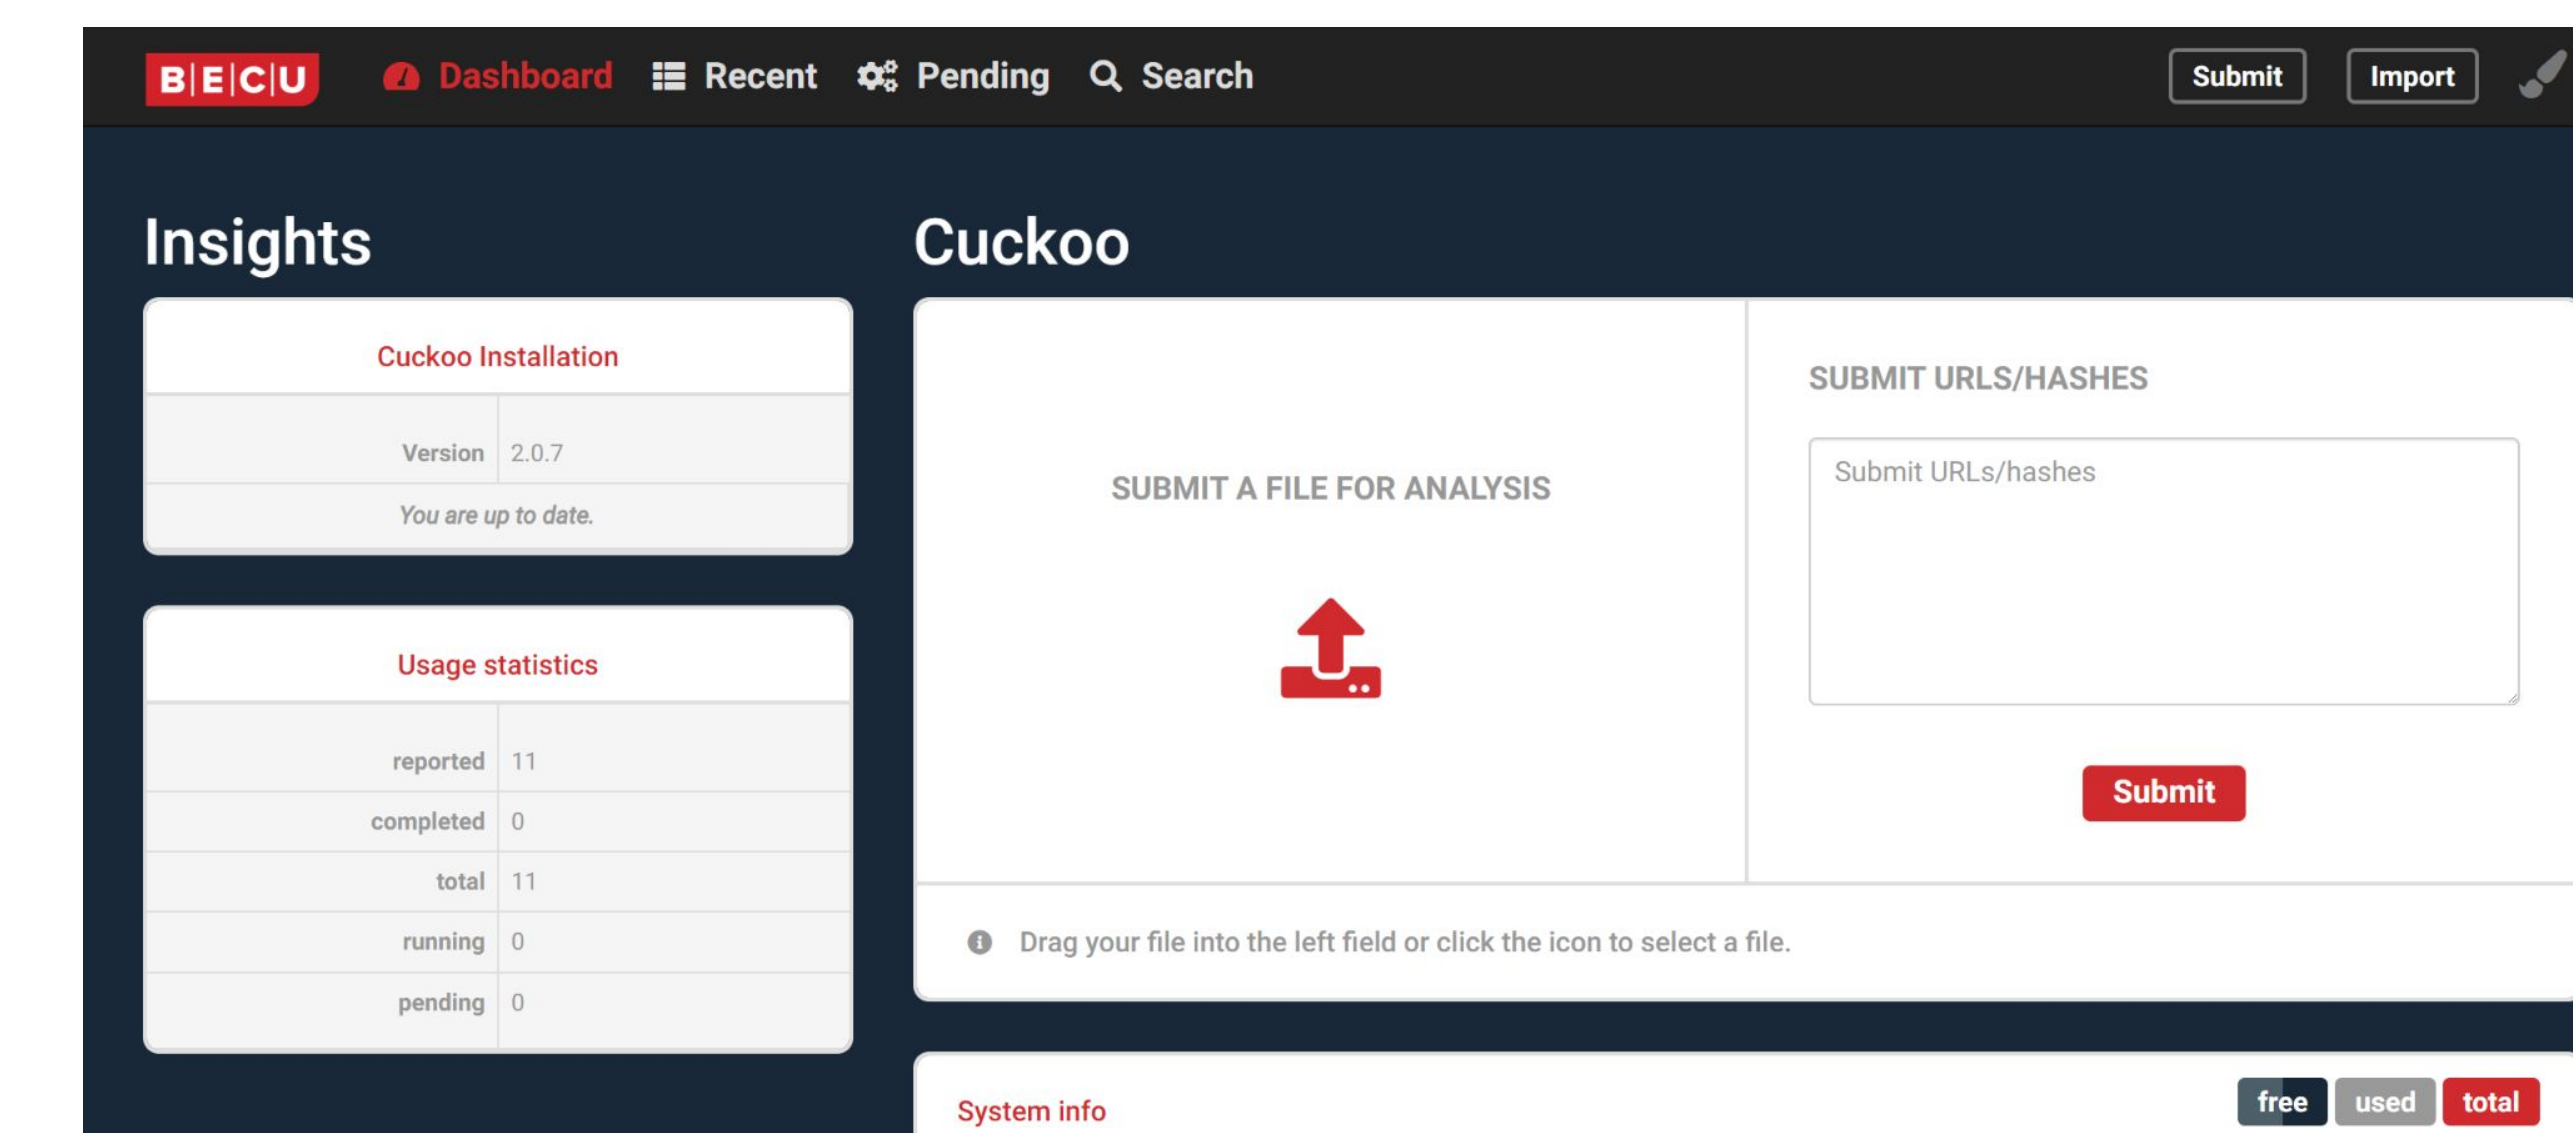 B|E|C|U Dashboard Recent Pending Search Submit Import
Insights
Cuckoo Installation
Version 2.0.7
You are up to date.
Usage statistics
reported 11
completed 0
total 11
running 0
pending 0
Cuckoo
SUBMIT A FILE FOR ANALYSIS
SUBMIT URLS/HASHES
Submit URLs/hashes
Submit
Drag your file into the left field or click the icon to select a file.
System info
free used total